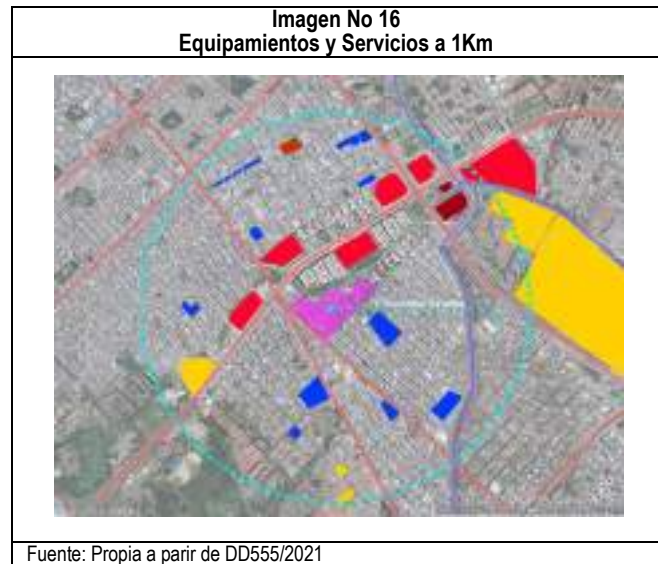 Imagen No 16
Equipamientos y Servicios a 1Km
Fuente: Propia a parir de DD555/2021